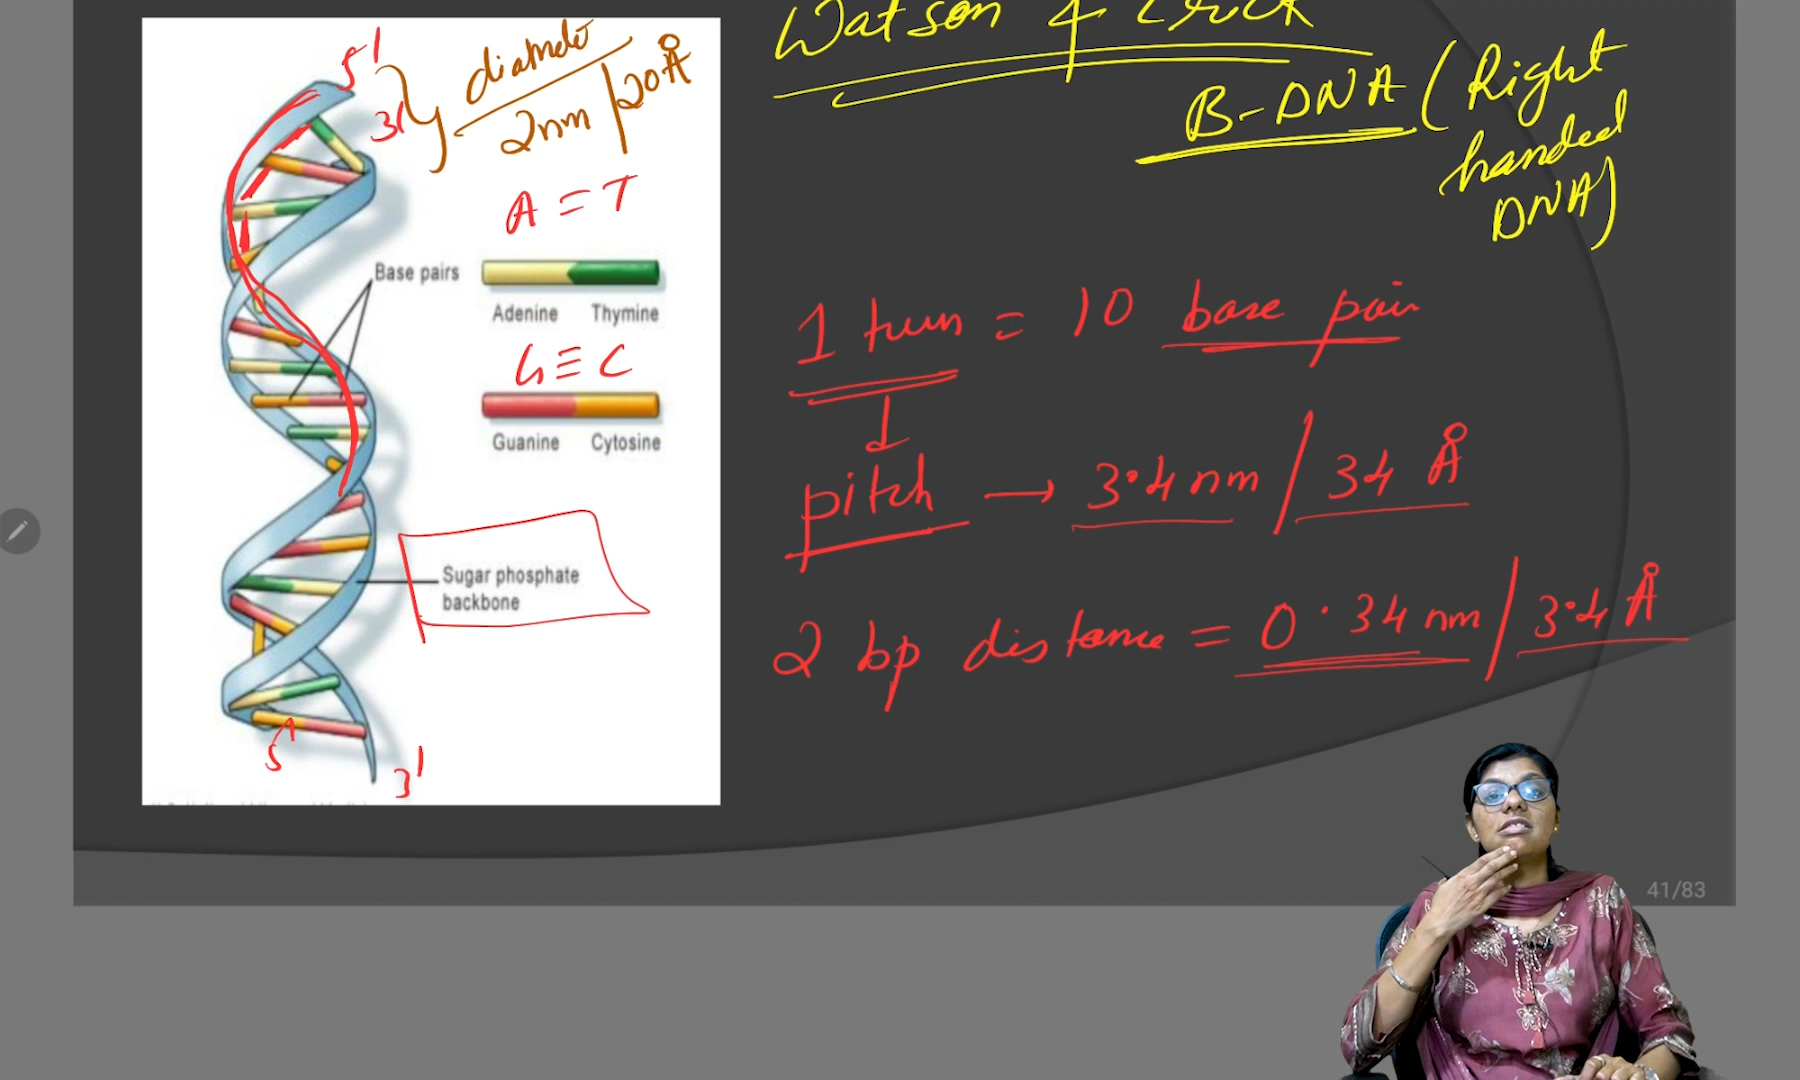 Watson & Crick
B-DNA (Right
handed
DNA)
5'
3'
diameter
2nm / 20 Å
A = T
Base pairs
Adenine Thymine
G ≡ C
Guanine Cytosine
Sugar phosphate
backbone
5'
3'
1 turn = 10 base pair
pitch → 3.4 nm / 34 Å
2 bp distance = 0.34 nm / 3.4 Å
41/83